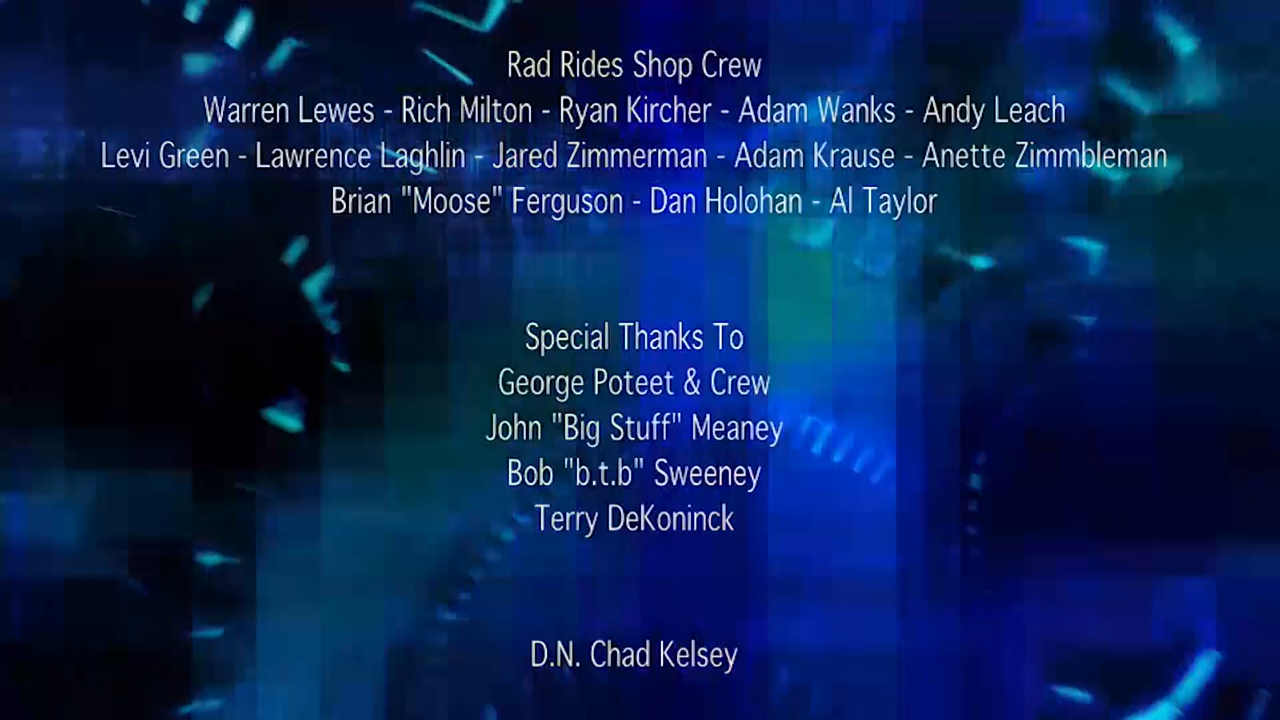 Rad Rides Shop Crew
Warren Lewes - Rich Milton - Ryan Kircher - Adam Wanks - Andy Leach
Levi Green - Lawrence Laghlin - Jared Zimmerman - Adam Krause - Anette Zimmbleman
Brian "Moose" Ferguson - Dan Holohan - Al Taylor
Special Thanks To
George Poteet & Crew
John "Big Stuff" Meaney
Bob "b.t.b" Sweeney
Terry DeKoninck
D.N. Chad Kelsey